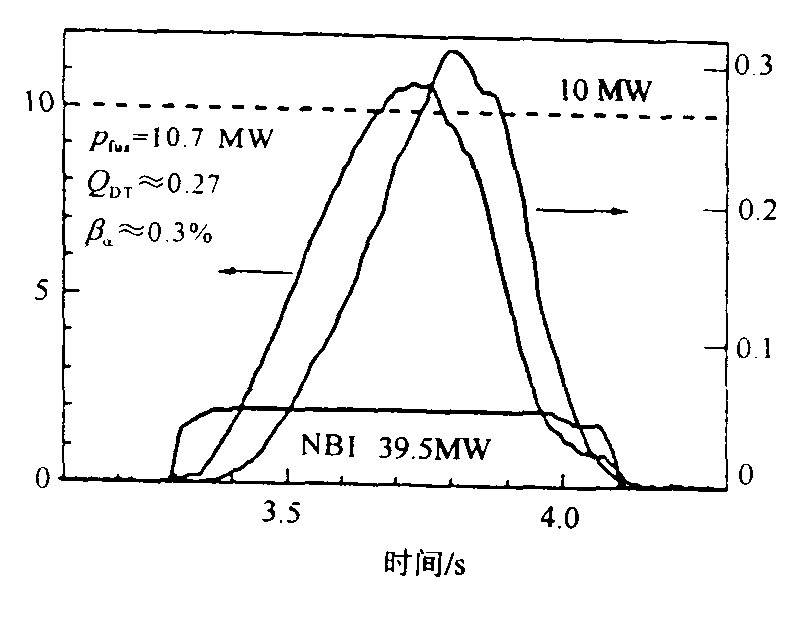 10
5
0
p_fus=10.7 MW
Q_DT≈0.27
β_α≈0.3%
10 MW
0.3
0.2
0.1
0
NBI 39.5MW
3.5 4.0
时间/s